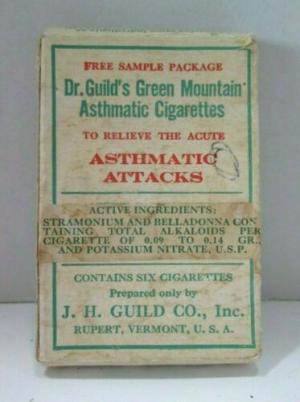 FREE SAMPLE PACKAGE
Dr. Guild's Green Mountain
Asthmatic Cigarettes
TO RELIEVE THE ACUTE
ASTHMATIC
ATTACKS
ACTIVE INGREDIENTS:
STRAMONIUM AND BELLADONNA CON
TAINING TOTAL ALKALOIDS PER
CIGARETTE OF 0.09 TO 0.14 GR.,
AND POTASSIUM NITRATE, U.S.P.
CONTAINS SIX CIGARETTES
Prepared only by
J. H. GUILD CO., Inc.
RUPERT, VERMONT, U. S. A.